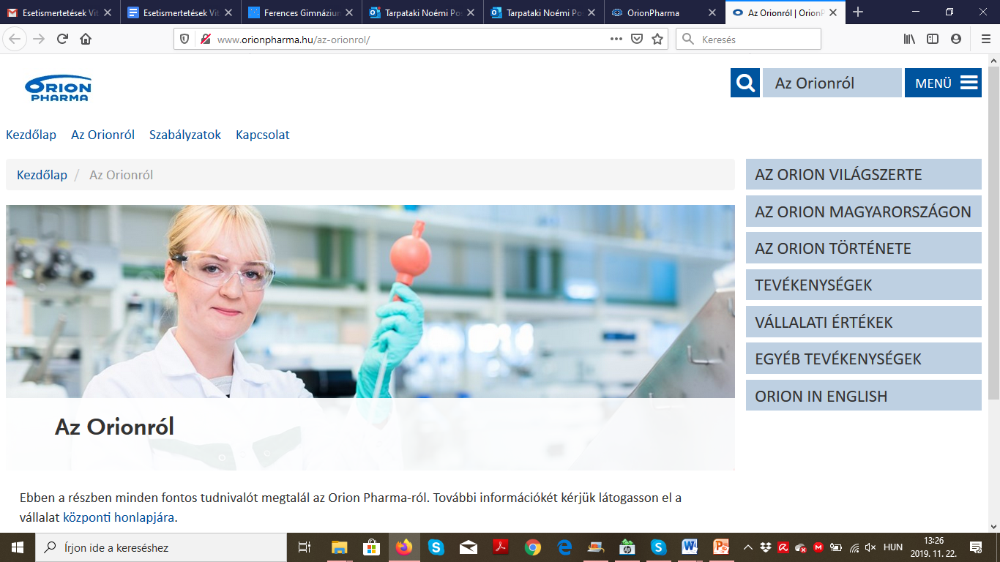 Esetismertetések Vit
Esetismertetések Vit
Ferences Gimnázium
Tarpataki Noémi Po
Tarpataki Noémi Po
OrionPharma
Az Orionról | OrionP
www.orionpharma.hu/az-orionrol/
Keresés
ORION
PHARMA
Az Orionról
MENÜ
Kezdőlap Az Orionról Szabályzatok Kapcsolat
Kezdőlap / Az Orionról
AZ ORION VILÁGSZERTE
AZ ORION MAGYARORSZÁGON
AZ ORION TÖRTÉNETE
TEVÉKENYSÉGEK
VÁLLALATI ÉRTÉKEK
EGYÉB TEVÉKENYSÉGEK
ORION IN ENGLISH
Az Orionról
Ebben a részben minden fontos tudnivalót megtalál az Orion Pharma-ról. További információkét kérjük látogasson el a
vállalat központi honlapjára.
Írjon ide a kereséshez
HUN
13:26
2019. 11. 22.